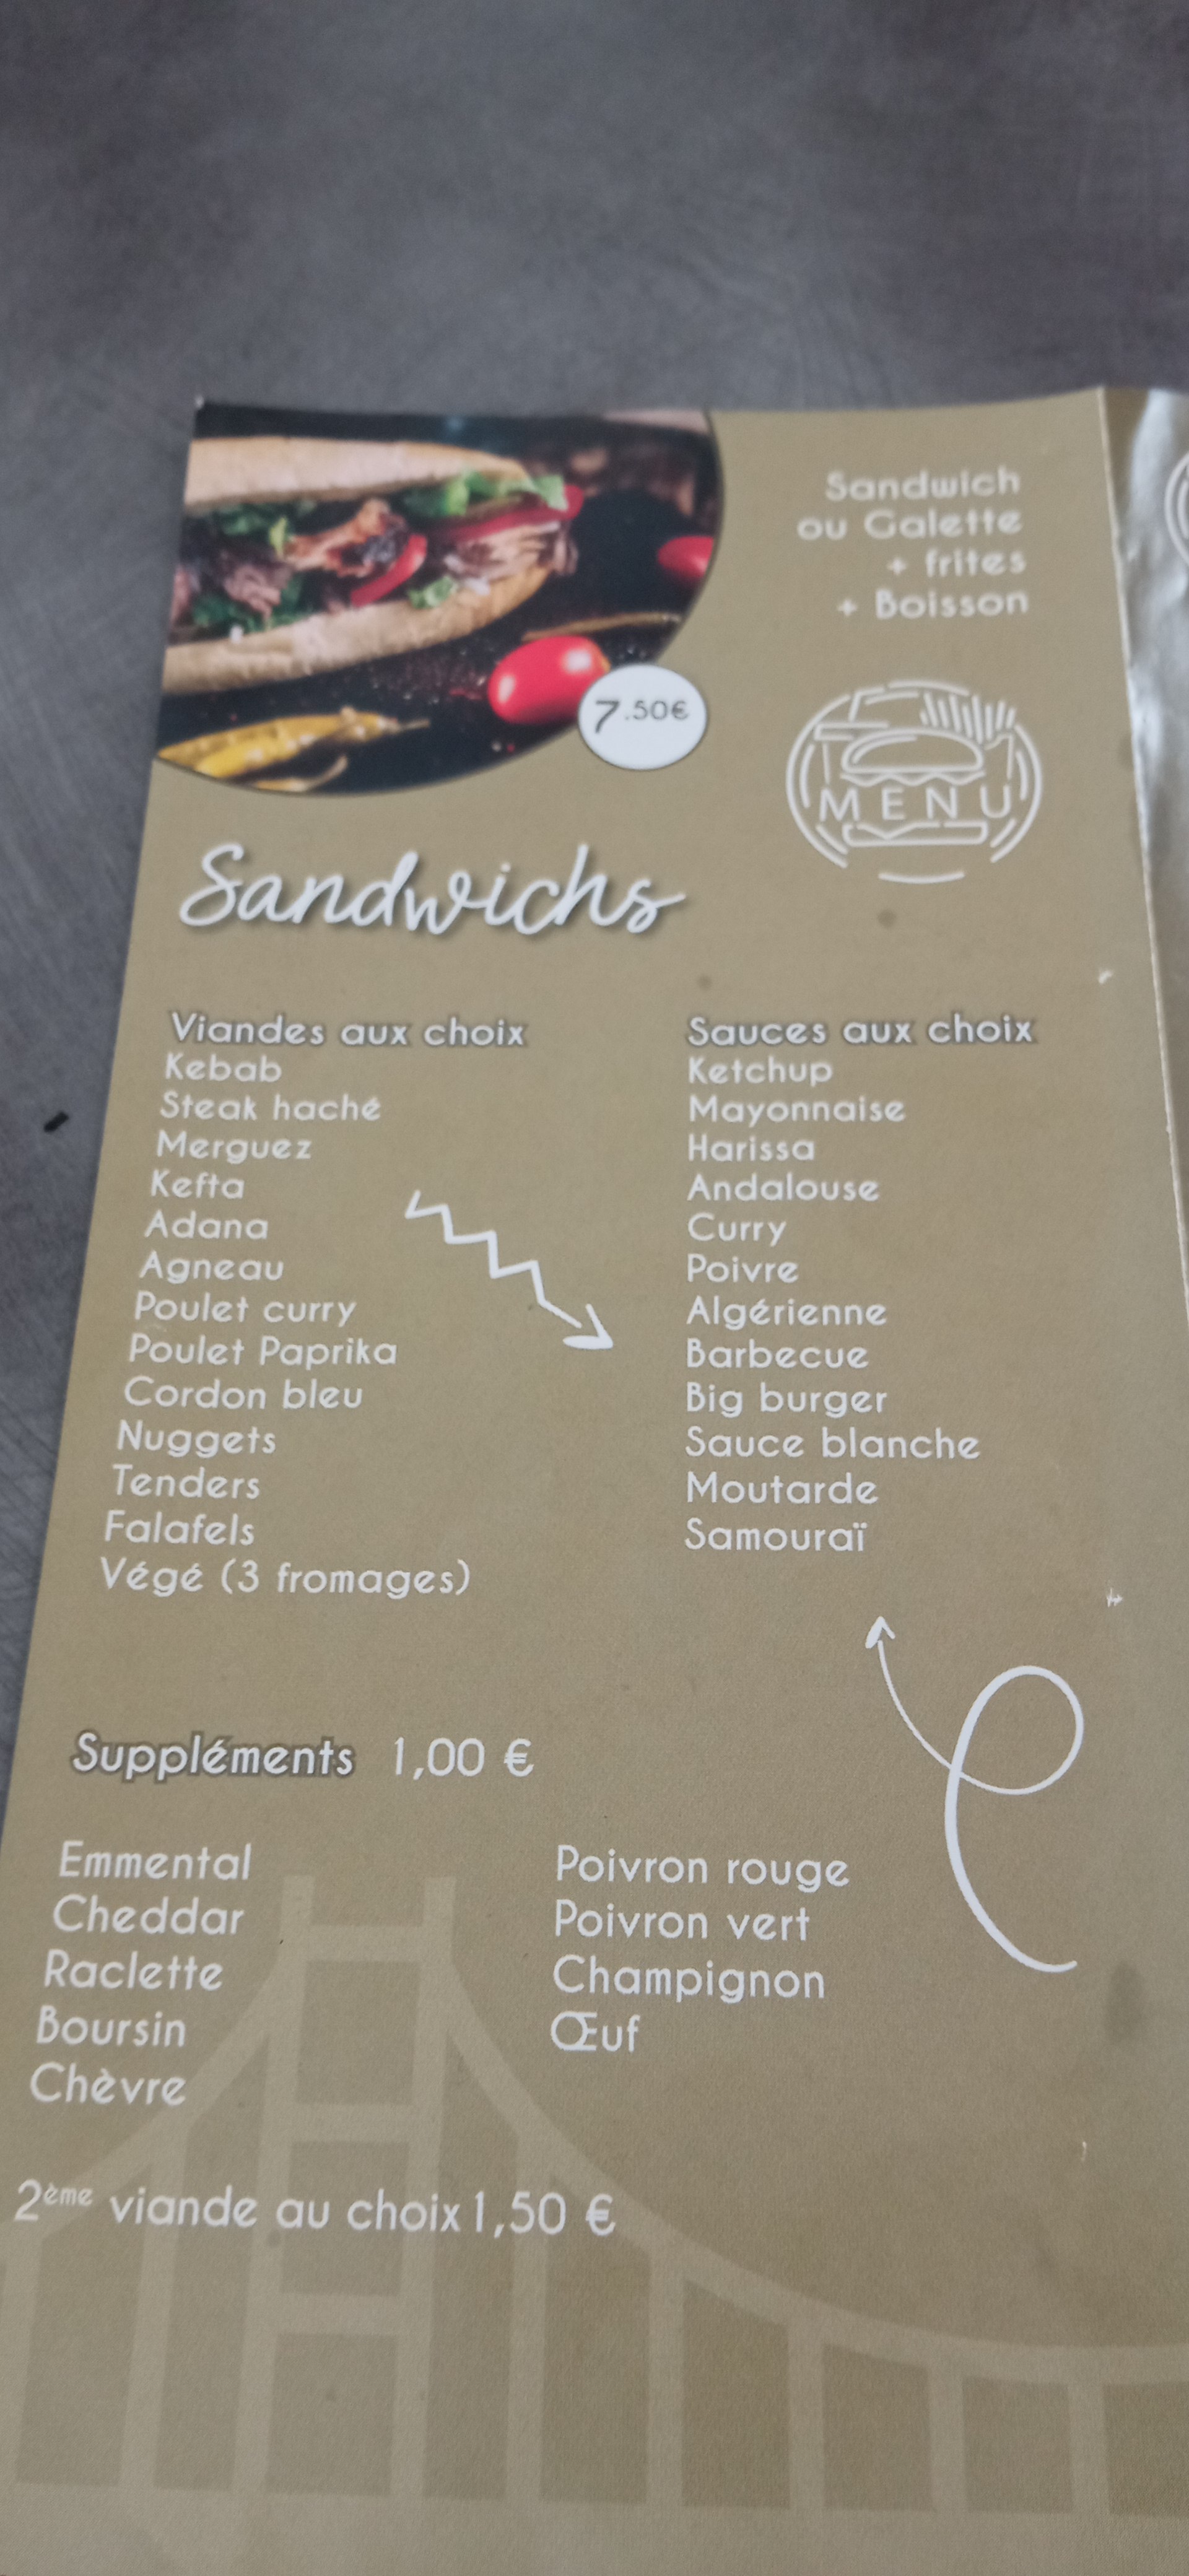 Sandwich
ou Galette
+ frites
+ Boisson
7.50€
MENU
Sandwichs
Viandes aux choix
Kebab
Steak haché
Merguez
Kefta
Adana
Agneau
Poulet curry
Poulet Paprika
Cordon bleu
Nuggets
Tenders
Falafels
Végé (3 fromages)
Sauces aux choix
Ketchup
Mayonnaise
Harissa
Andalouse
Curry
Poivre
Algérienne
Barbecue
Big burger
Sauce blanche
Moutarde
Samouraï
Suppléments 1,00 €
Emmental
Cheddar
Raclette
Boursin
Chèvre
Poivron rouge
Poivron vert
Champignon
Œuf
2ème viande au choix 1,50 €